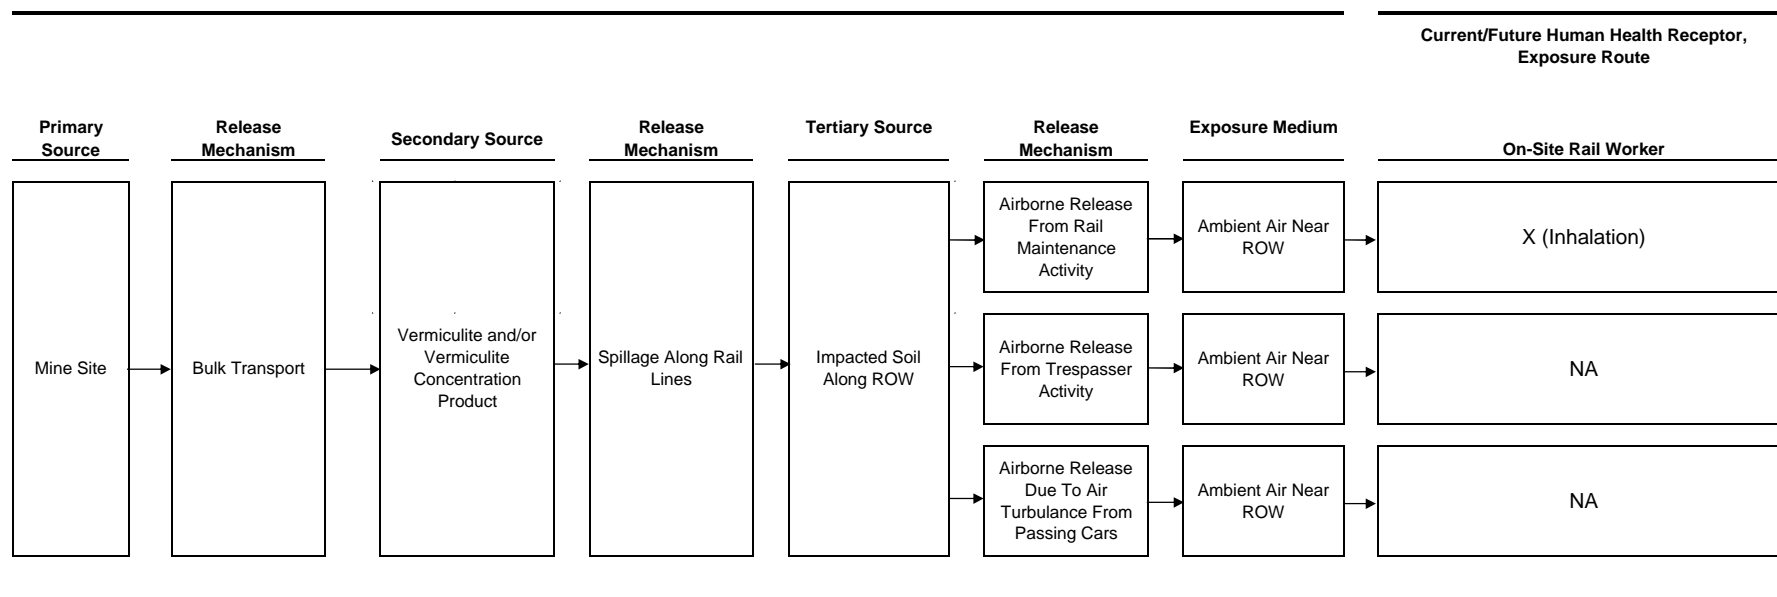 Current/Future Human Health Receptor,
Exposure Route
Primary
Source
Release
Mechanism
Secondary Source
Release
Mechanism
Tertiary Source
Release
Mechanism
Exposure Medium
On-Site Rail Worker
Mine Site
Bulk Transport
Vermiculite and/or
Vermiculite
Concentration
Product
Spillage Along Rail
Lines
Impacted Soil
Along ROW
Airborne Release
From Rail
Maintenance
Activity
Ambient Air Near
ROW
X (Inhalation)
Airborne Release
From Trespasser
Activity
Ambient Air Near
ROW
NA
Airborne Release
Due To Air
Turbulance From
Passing Cars
Ambient Air Near
ROW
NA